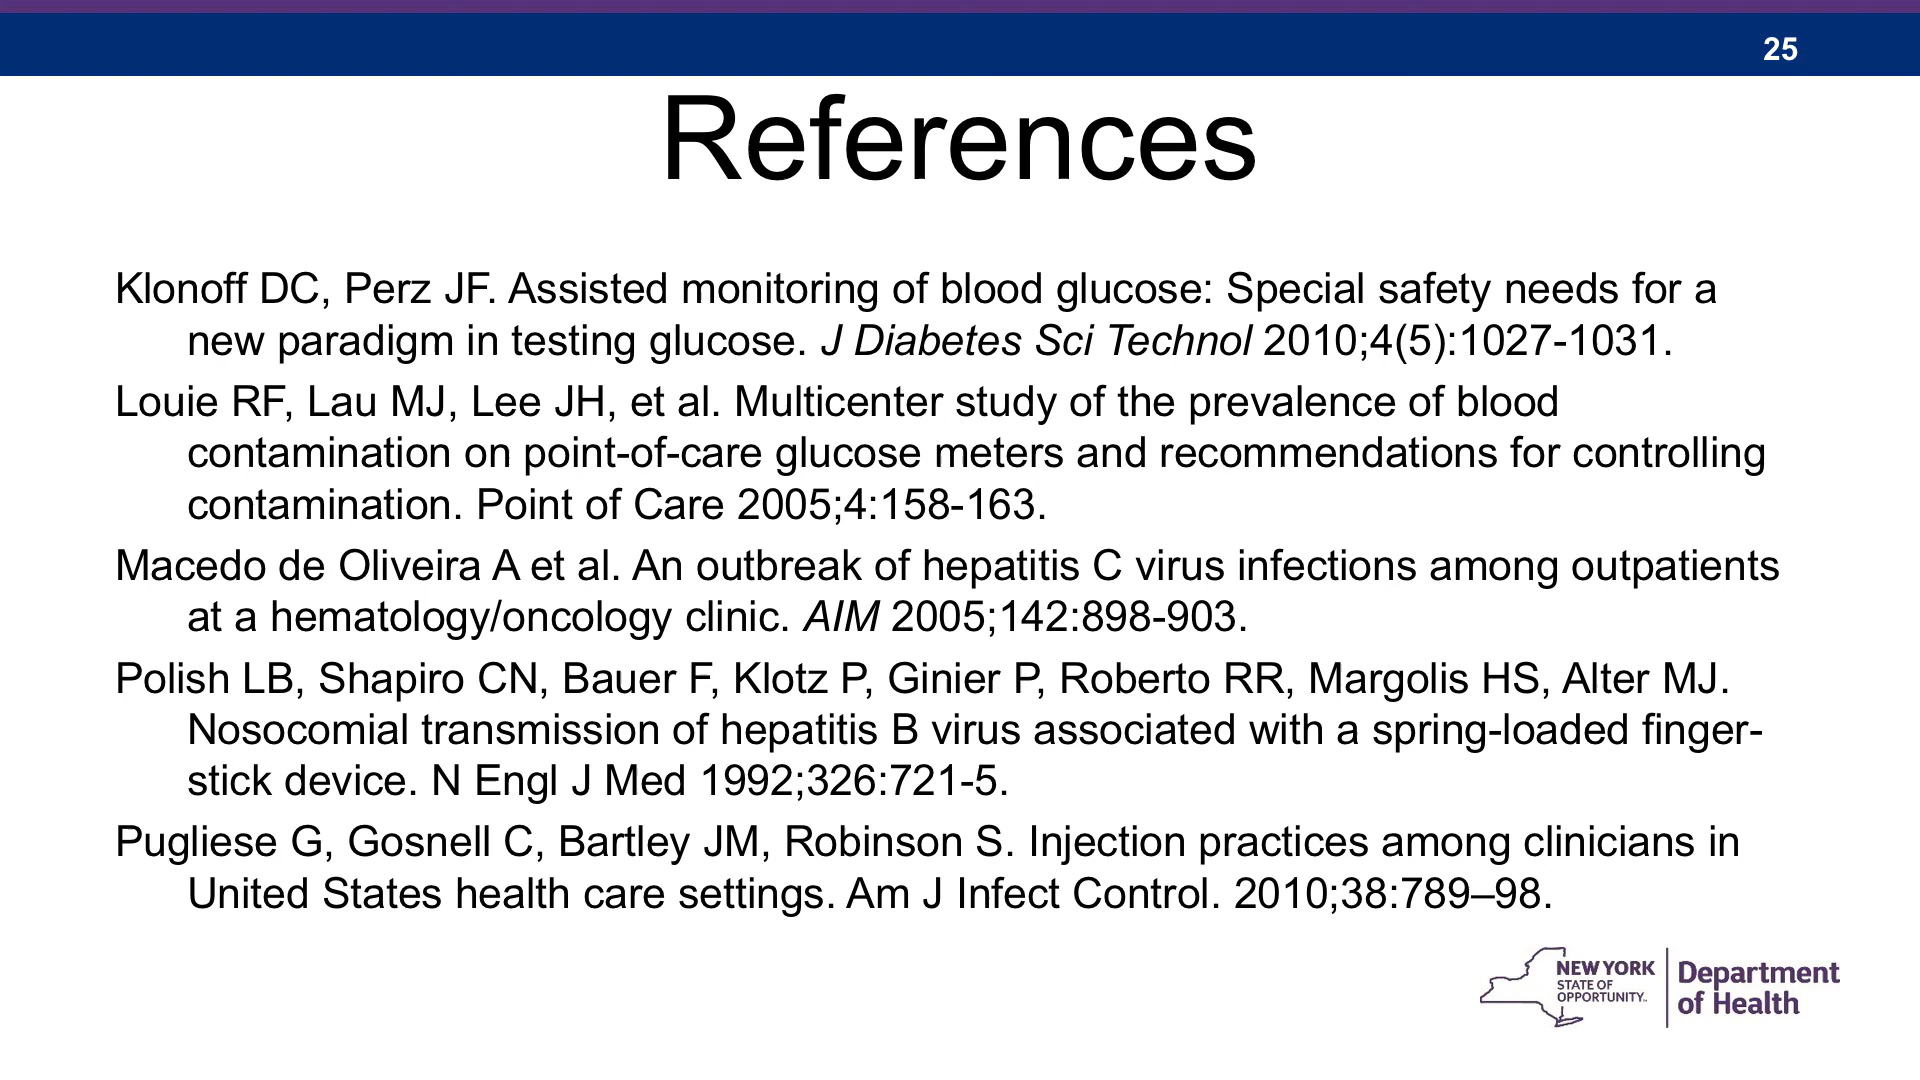 25
References
Klonoff DC, Perz JF. Assisted monitoring of blood glucose: Special safety needs for a
new paradigm in testing glucose. J Diabetes Sci Technol 2010;4(5):1027-1031.
Louie RF, Lau MJ, Lee JH, et al. Multicenter study of the prevalence of blood
contamination on point-of-care glucose meters and recommendations for controlling
contamination. Point of Care 2005;4:158-163.
Macedo de Oliveira A et al. An outbreak of hepatitis C virus infections among outpatients
at a hematology/oncology clinic. AIM 2005;142:898-903.
Polish LB, Shapiro CN, Bauer F, Klotz P, Ginier P, Roberto RR, Margolis HS, Alter MJ.
Nosocomial transmission of hepatitis B virus associated with a spring-loaded finger-
stick device. N Engl J Med 1992;326:721-5.
Pugliese G, Gosnell C, Bartley JM, Robinson S. Injection practices among clinicians in
United States health care settings. Am J Infect Control. 2010;38:789–98.
NEW YORK
STATE OF
OPPORTUNITY.
Department
of Health